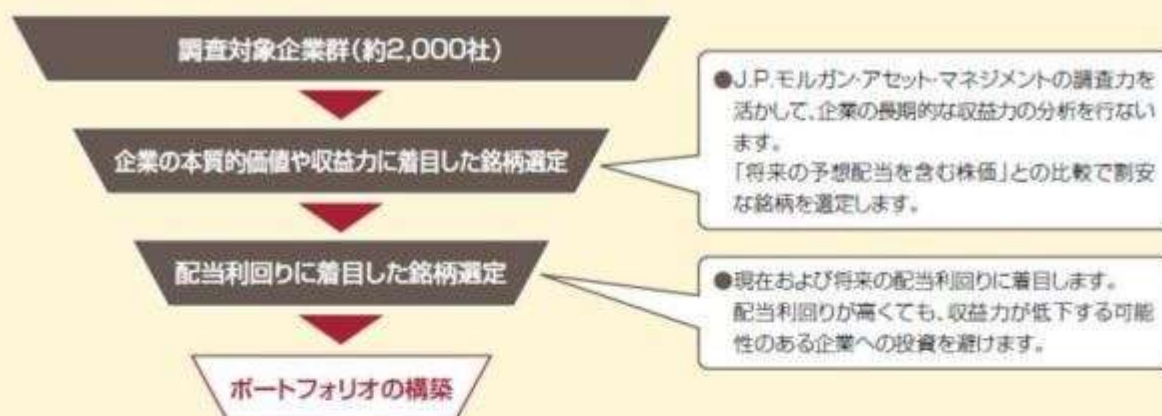 調査対象企業群(約2,000社)
企業の本質的価値や収益力に着目した銘柄選定
●J.P.モルガン・アセット・マネジメントの調査力を
活かして、企業の長期的な収益力の分析を行ない
ます。
「将来の予想配当を含む株価」との比較で割安
な銘柄を選定します。
配当利回りに着目した銘柄選定
●現在および将来の配当利回りに着目します。
配当利回りが高くても、収益力が低下する可能
性のある企業への投資を避けます。
ポートフォリオの構築